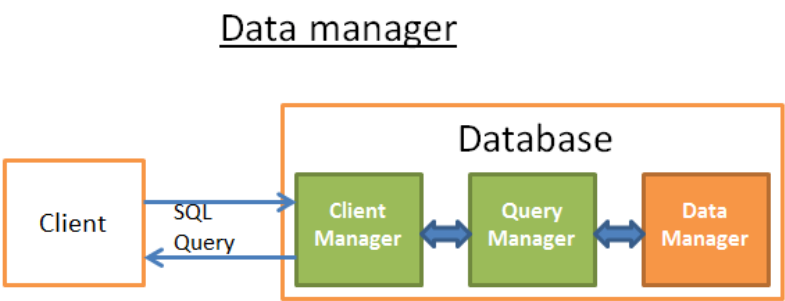 Data manager
Database
Client
SQL
Query
Client
Manager
Query
Manager
Data
Manager